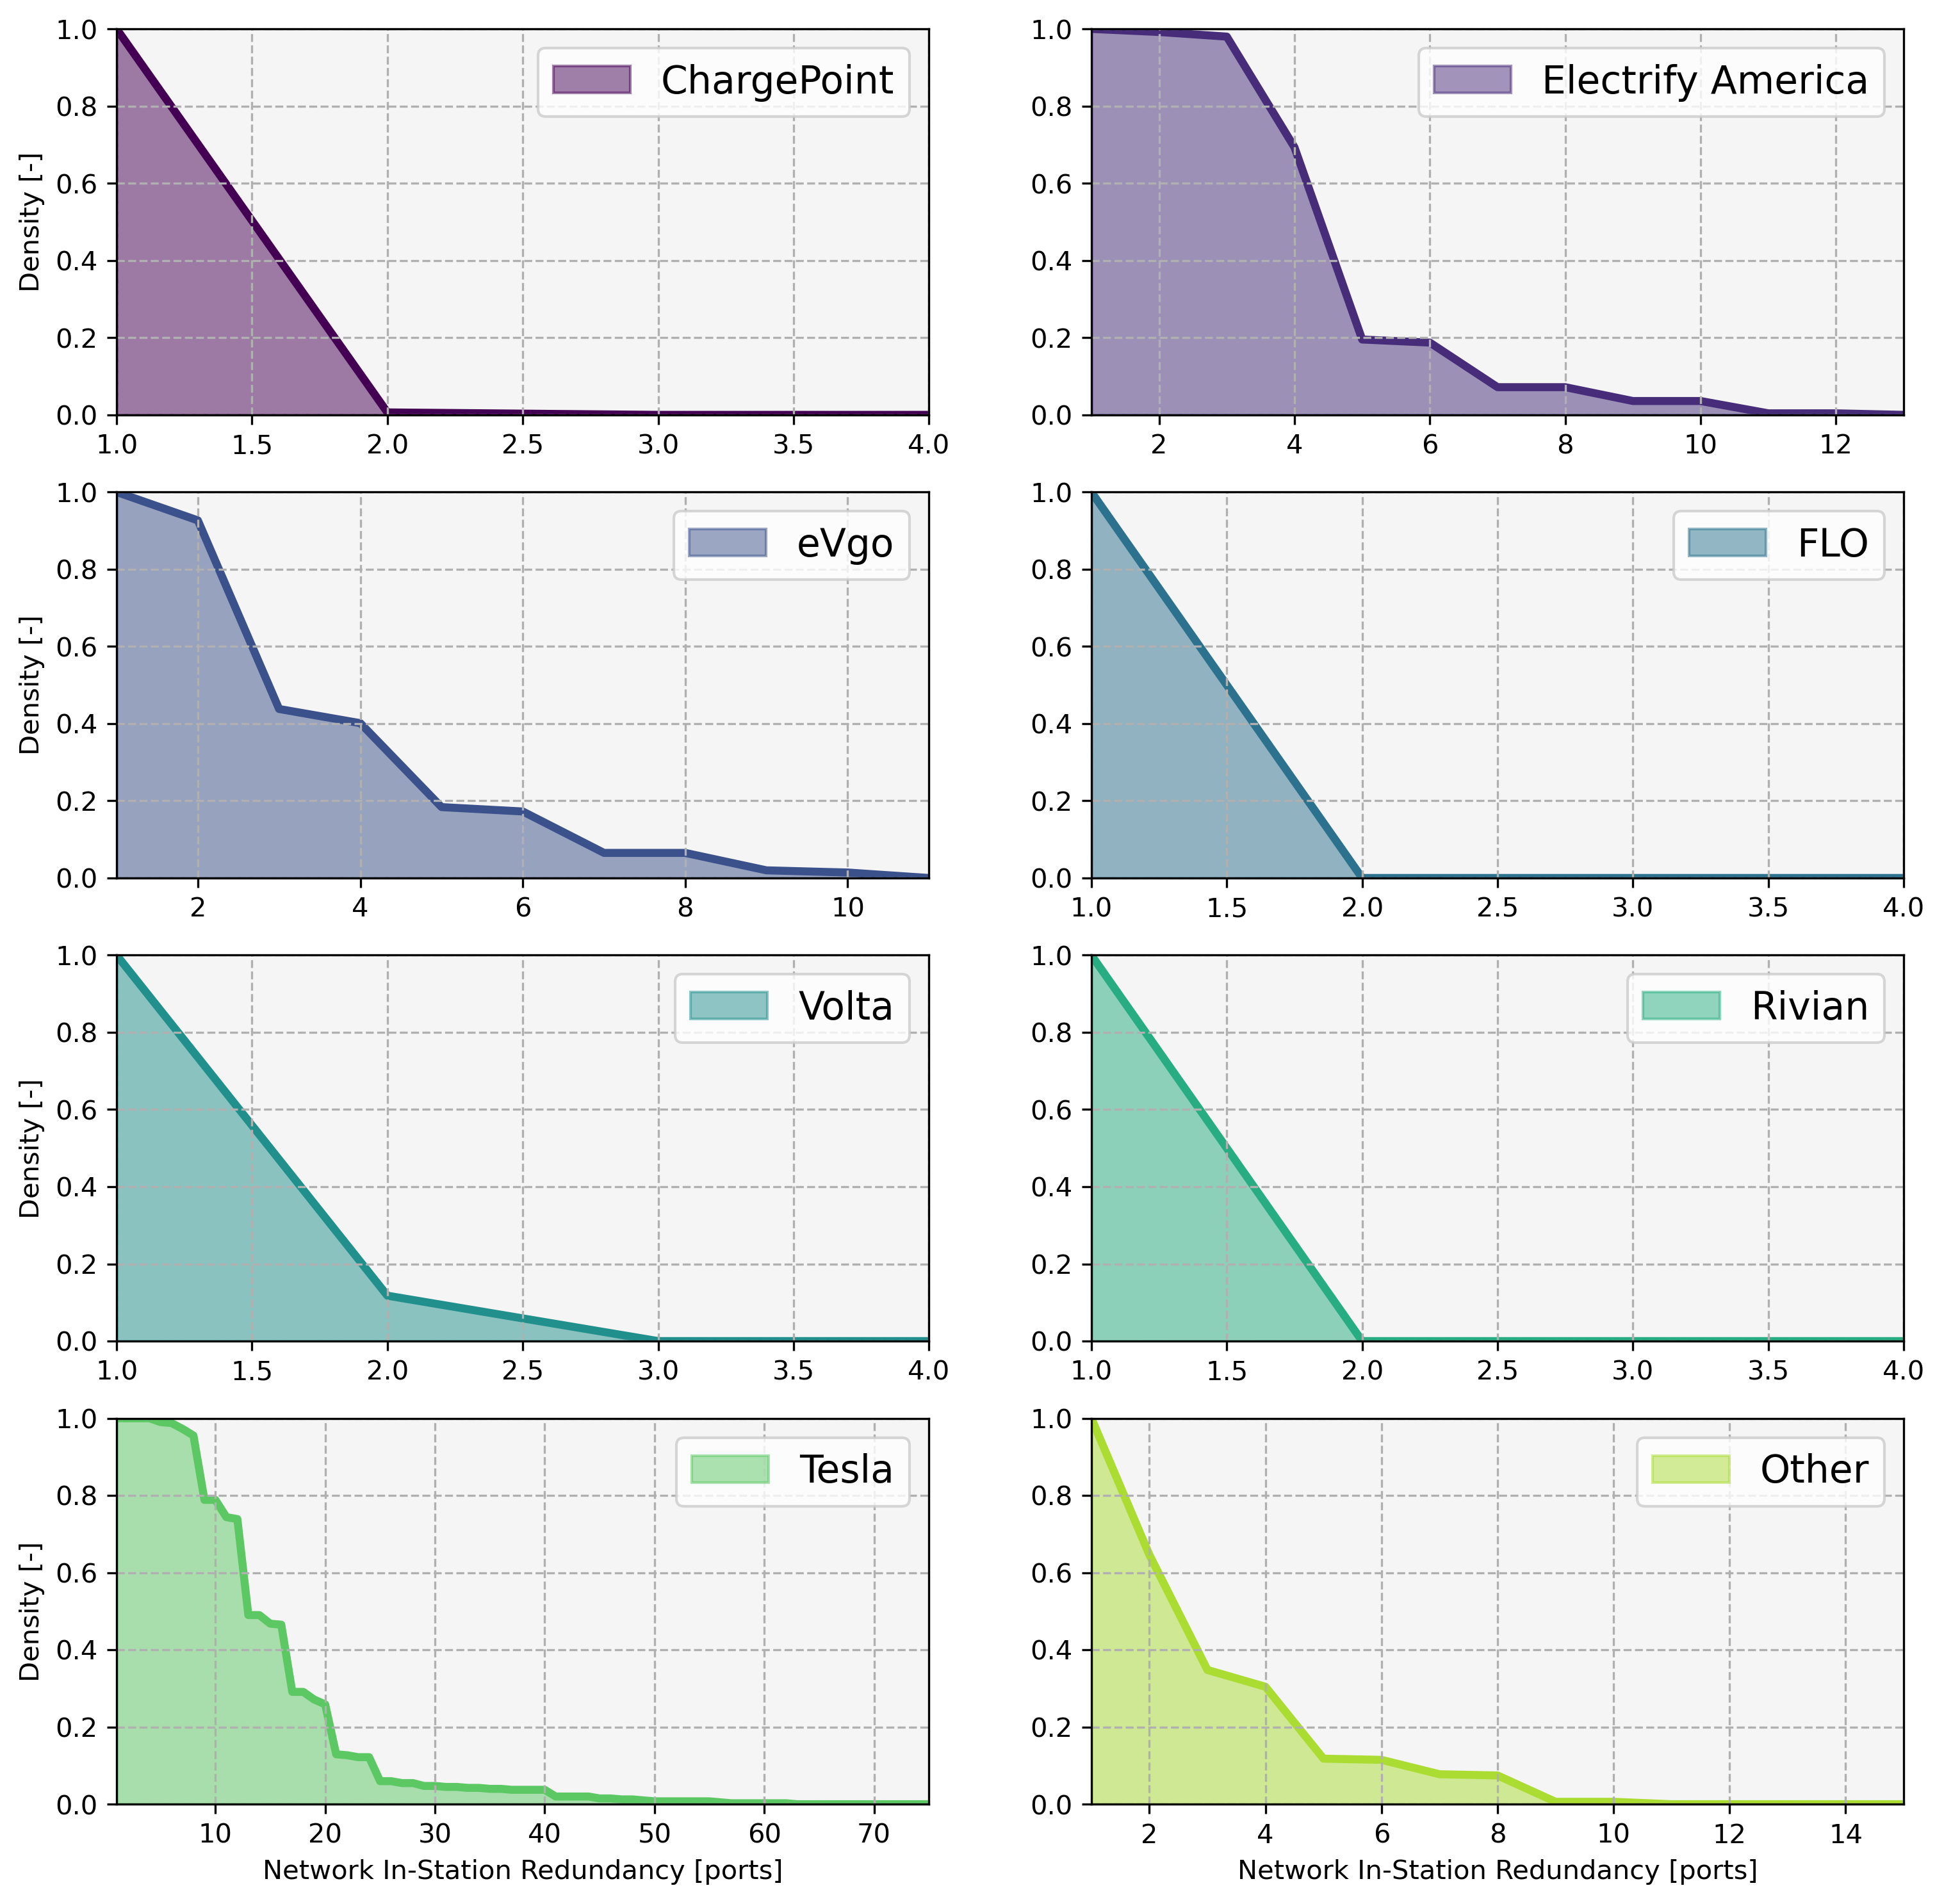 1.0
0.8
0.6
0.4
0.2
0.0
Density [-]
ChargePoint
1.0 1.5 2.0 2.5 3.0 3.5 4.0
1.0
0.8
0.6
0.4
0.2
0.0
Electrify America
2 4 6 8 10 12
1.0
0.8
0.6
0.4
0.2
0.0
Density [-]
eVgo
2 4 6 8 10
1.0
0.8
0.6
0.4
0.2
0.0
FLO
1.0 1.5 2.0 2.5 3.0 3.5 4.0
1.0
0.8
0.6
0.4
0.2
0.0
Density [-]
Volta
1.0 1.5 2.0 2.5 3.0 3.5 4.0
1.0
0.8
0.6
0.4
0.2
0.0
Rivian
1.0 1.5 2.0 2.5 3.0 3.5 4.0
1.0
0.8
0.6
0.4
0.2
0.0
Density [-]
Tesla
10 20 30 40 50 60 70
Network In-Station Redundancy [ports]
1.0
0.8
0.6
0.4
0.2
0.0
Other
2 4 6 8 10 12 14
Network In-Station Redundancy [ports]